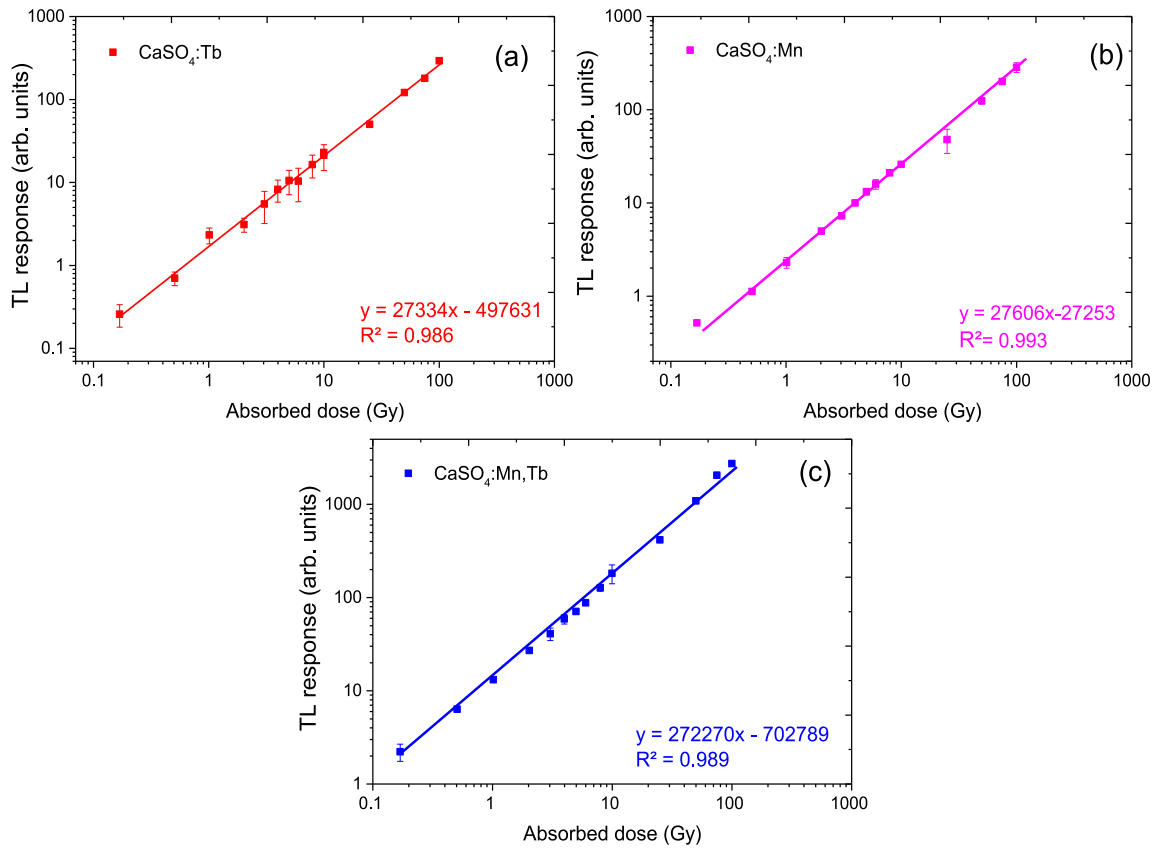 CaSO₄:Tb
(a)
TL response (arb. units)
1000
100
10
1
0.1
y = 27334x - 497631
R² = 0.986
0.1 1 10 100 1000
Absorbed dose (Gy)
CaSO₄:Mn
(b)
TL response (arb. units)
1000
100
10
1
y = 27606x-27253
R²= 0.993
0.1 1 10 100 1000
Absorbed dose (Gy)
CaSO₄:Mn,Tb
(c)
TL response (arb. units)
1000
100
10
1
y = 272270x - 702789
R² = 0.989
0.1 1 10 100 1000
Absorbed dose (Gy)